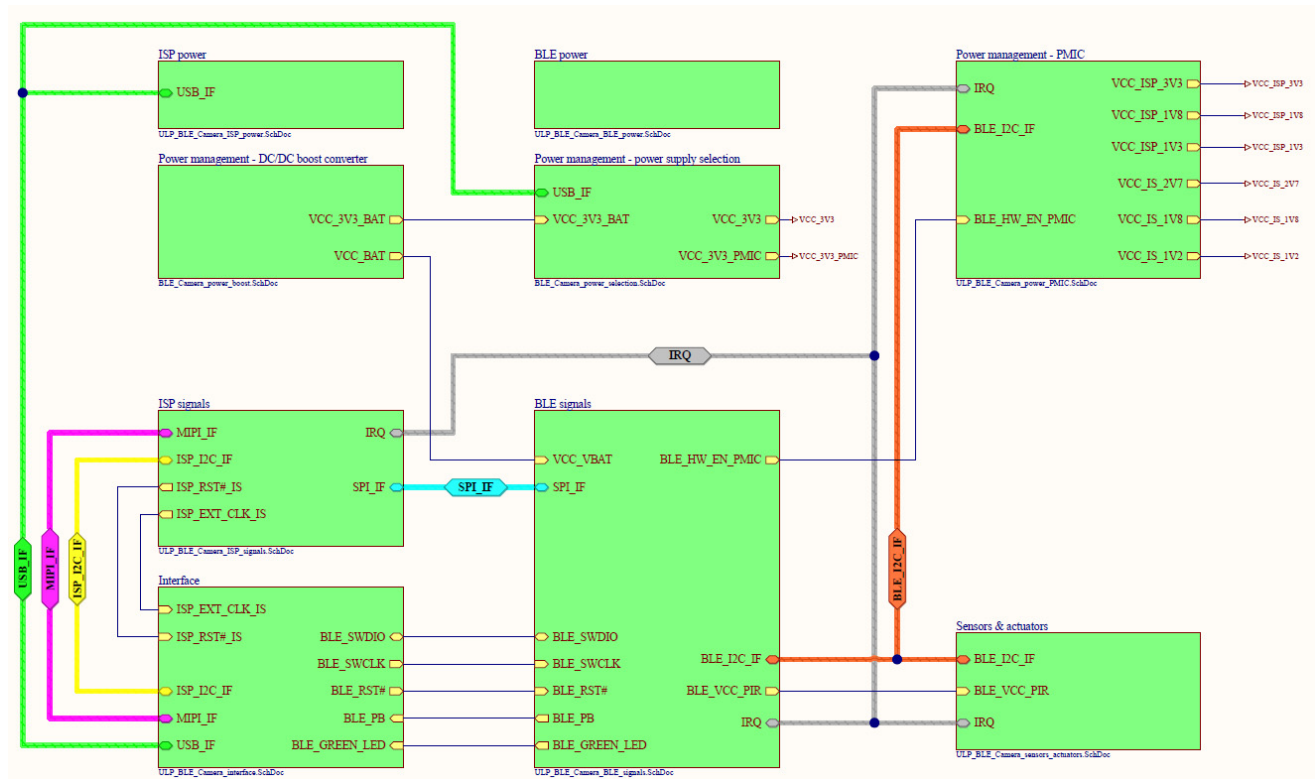 ISP power
USB_IF
ULP_BLE_Camera_ISP_power.SchDoc
BLE power
ULP_BLE_Camera_BLE_power.SchDoc
Power management - PMIC
IRQ
BLE_I2C_IF
BLE_HW_EN_PMIC
VCC_ISP_3V3
VCC_ISP_1V8
VCC_ISP_1V3
VCC_IS_2V7
VCC_IS_1V8
VCC_IS_1V2
VCC_ISP_3V3
VCC_ISP_1V8
VCC_ISP_1V3
VCC_IS_2V7
VCC_IS_1V8
VCC_IS_1V2
ULP_BLE_Camera_power_PMIC.SchDoc
Power management - DC/DC boost converter
VCC_3V3_BAT
VCC_BAT
BLE_Camera_power_boost.SchDoc
Power management - power supply selection
USB_IF
VCC_3V3_BAT
VCC_3V3
VCC_3V3_PMIC
VCC_3V3
VCC_3V3_PMIC
BLE_Camera_power_selection.SchDoc
IRQ
ISP signals
MIPI_IF
ISP_I2C_IF
ISP_RST#_IS
ISP_EXT_CLK_IS
IRQ
SPI_IF
ULP_BLE_Camera_ISP_signals.SchDoc
SPI_IF
BLE signals
VCC_VBAT
SPI_IF
BLE_HW_EN_PMIC
BLE_SWDIO
BLE_SWCLK
BLE_RST#
BLE_PB
BLE_GREEN_LED
BLE_I2C_IF
BLE_VCC_PIR
IRQ
ULP_BLE_Camera_BLE_signals.SchDoc
USB_IF
MIPI_IF
ISP_I2C_IF
BLE_I2C_IF
Interface
ISP_EXT_CLK_IS
ISP_RST#_IS
ISP_I2C_IF
MIPI_IF
USB_IF
BLE_SWDIO
BLE_SWCLK
BLE_RST#
BLE_PB
BLE_GREEN_LED
ULP_BLE_Camera_interface.SchDoc
Sensors & actuators
BLE_I2C_IF
BLE_VCC_PIR
IRQ
ULP_BLE_Camera_sensors_actuators.SchDoc